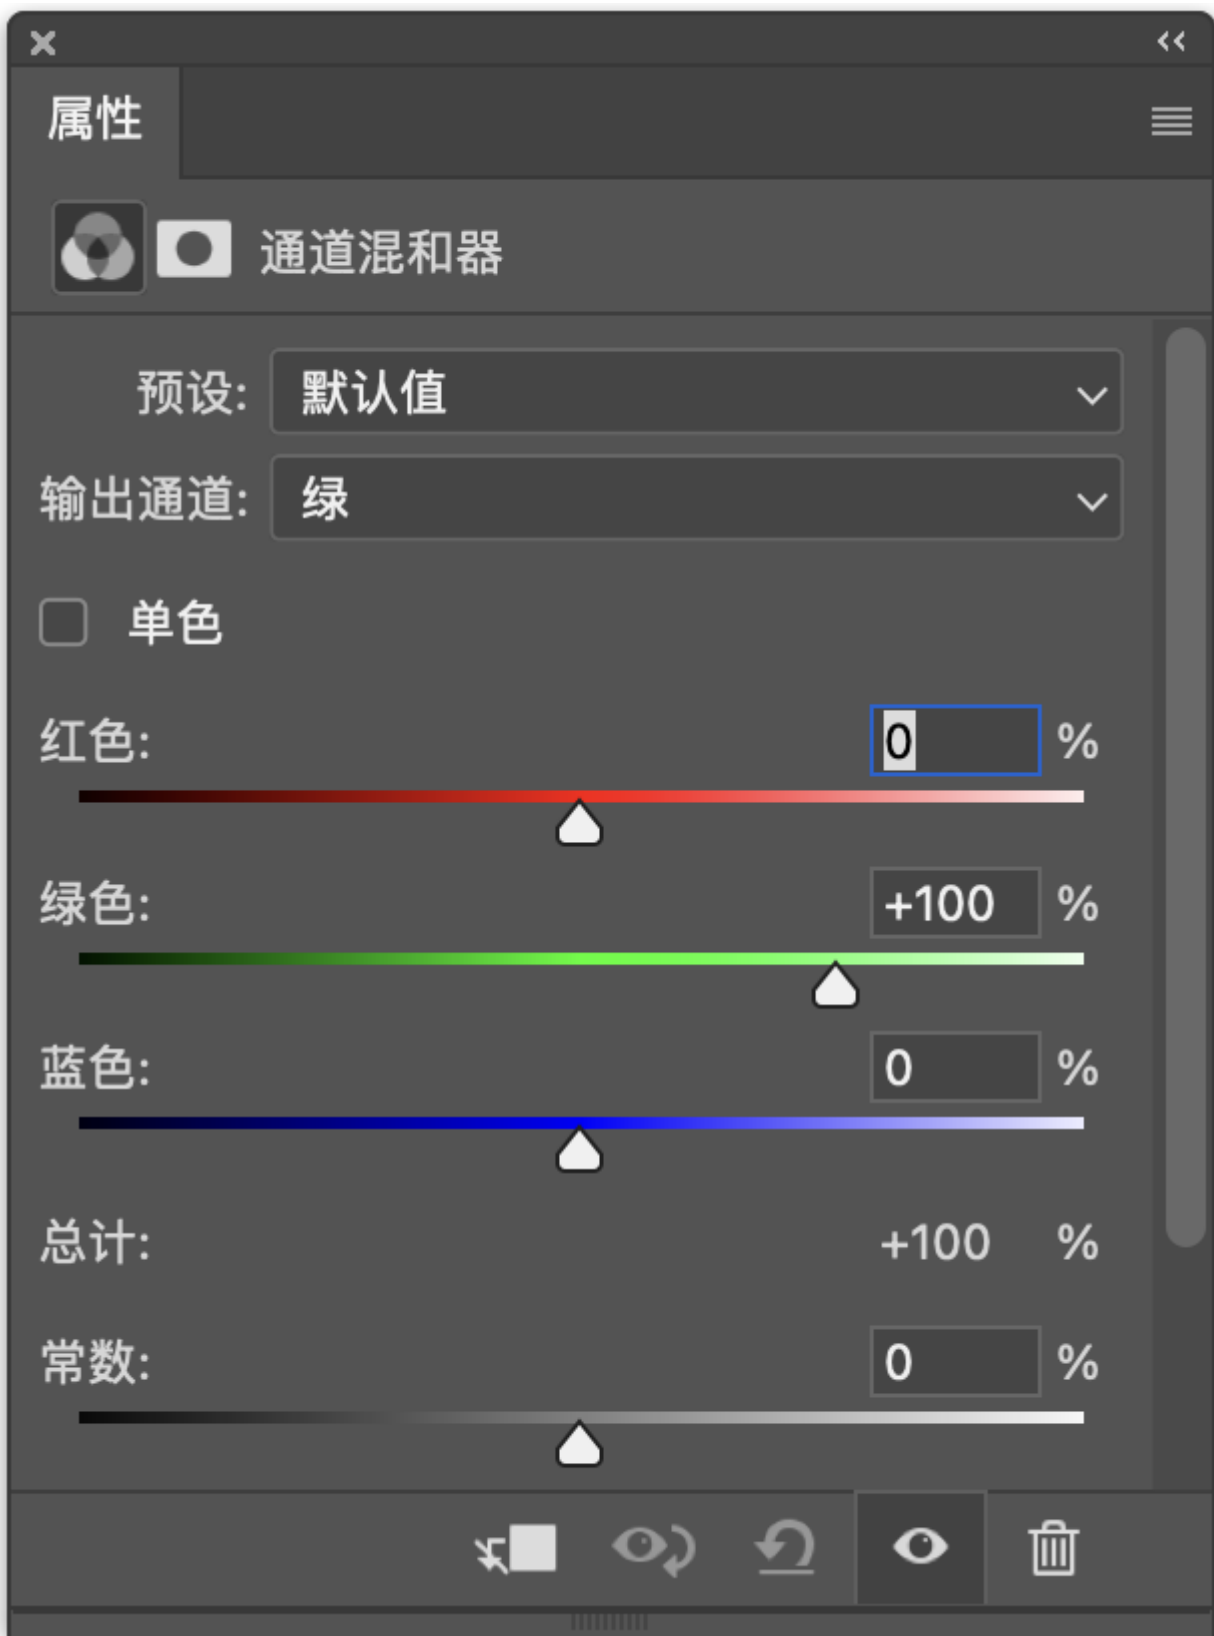 属性
通道混和器
预设: 默认值
输出通道: 绿
单色
红色: 0 %
绿色: +100 %
蓝色: 0 %
总计: +100 %
常数: 0 %